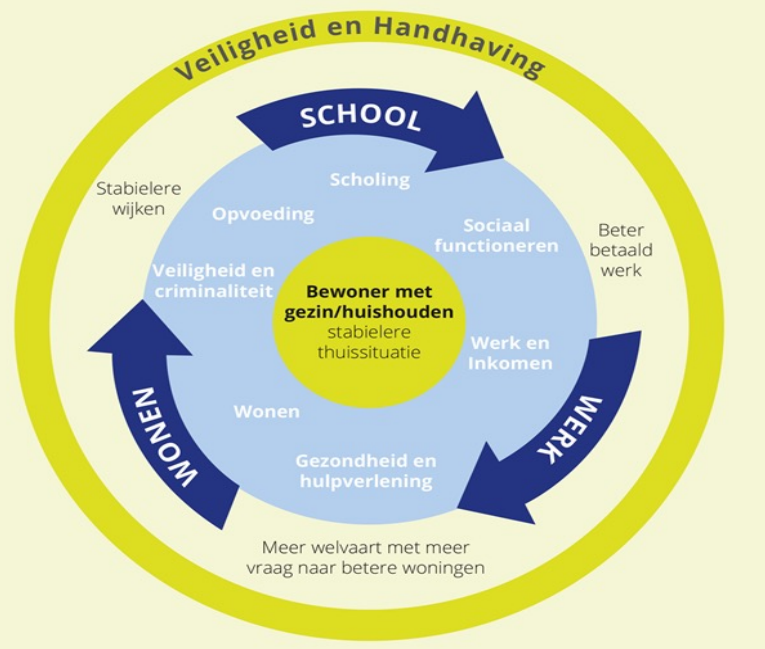 Veiligheid en Handhaving
SCHOOL
Scholing
Stabielere
wijken
Opvoeding
Sociaal
functioneren
Beter
betaald
werk
Veiligheid en
criminaliteit
Bewoner met
gezin/huishouden
stabielere
thuissituatie
Werk en
Inkomen
WONEN
Wonen
WERK
Gezondheid en
hulpverlening
Meer welvaart met meer
vraag naar betere woningen